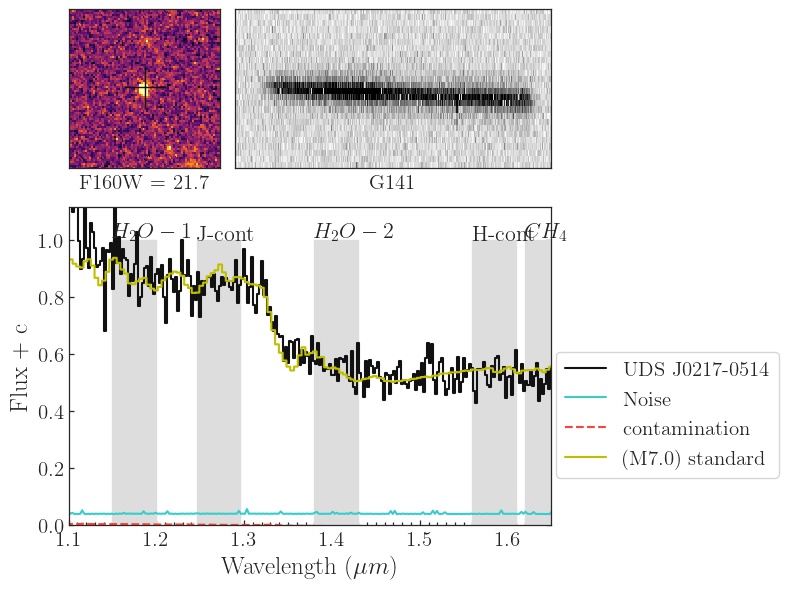 F160W = 21.7
G141
H₂O − 1
J-cont
H₂O − 2
H-cont
CH₄
1.0
0.8
0.6
0.4
0.2
0.0
Flux + c
1.1
1.2
1.3
1.4
1.5
1.6
Wavelength (μm)
UDS J0217-0514
Noise
contamination
(M7.0) standard